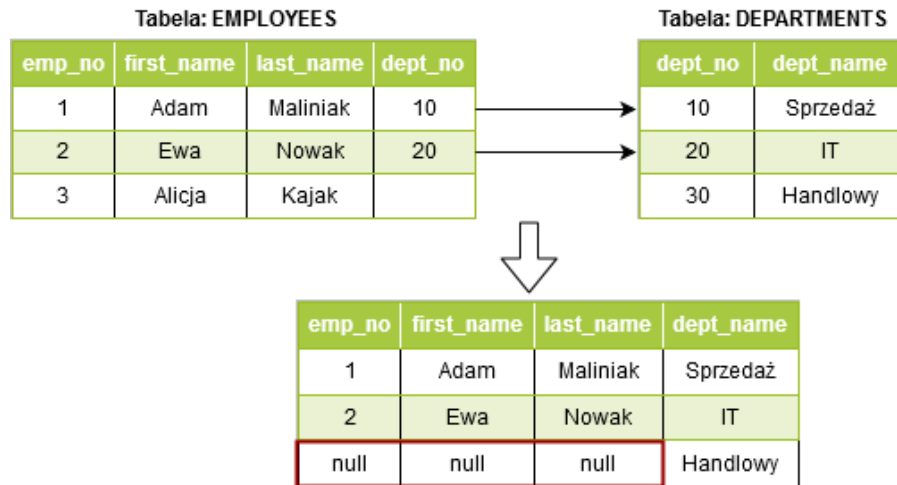 Tabela: EMPLOYEES
emp_no first_name last_name dept_no
1 Adam Maliniak 10
2 Ewa Nowak 20
3 Alicja Kajak
Tabela: DEPARTMENTS
dept_no dept_name
10 Sprzedaż
20 IT
30 Handlowy
emp_no first_name last_name dept_name
1 Adam Maliniak Sprzedaż
2 Ewa Nowak IT
null null null Handlowy